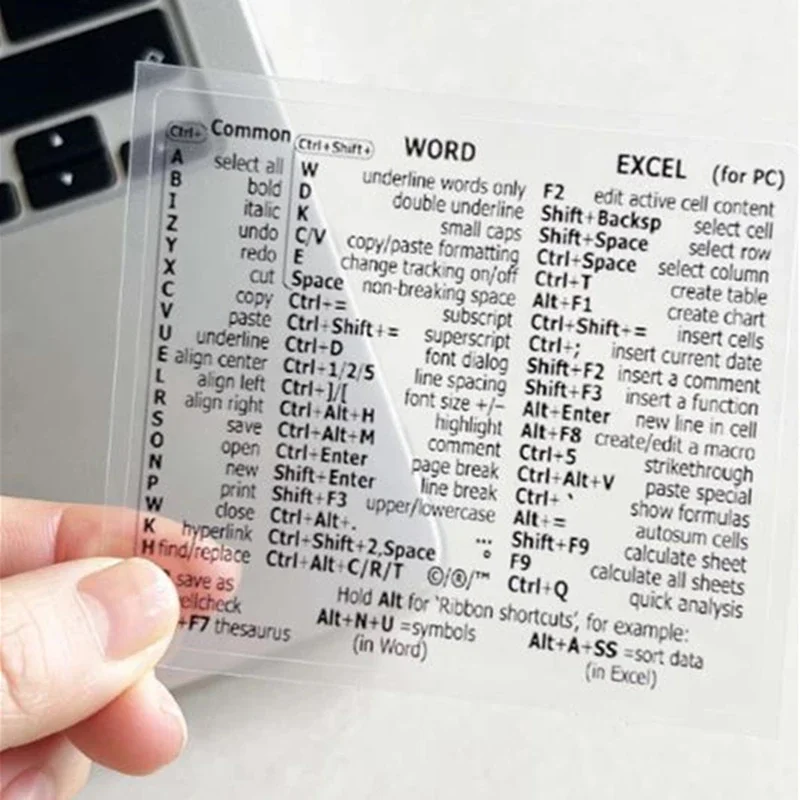 Ctrl+ Common
A select all
B bold
I italic
Z undo
Y redo
X cut
C copy
V paste
U underline
E align center
L align left
R align right
S save
O open
N new
P print
W close
K hyperlink
H find/replace
save as
ellcheck
+F7 thesaurus
Ctrl+Shift+ WORD
W underline words only
D double underline
K small caps
C/V copy/paste formatting
E change tracking on/off
Space non-breaking space
Ctrl+= subscript
Ctrl+Shift+= superscript
Ctrl+D font dialog
Ctrl+1/2/5 line spacing
Ctrl+]/[ font size +/-
Ctrl+Alt+H highlight
Ctrl+Alt+M comment
Ctrl+Enter page break
Shift+Enter line break
Shift+F3 upper/lowercase
Ctrl+Alt+. ...
Ctrl+Shift+2,Space °
Ctrl+Alt+C/R/T ©/®/™
EXCEL (for PC)
F2 edit active cell content
Shift+Backsp select cell
Shift+Space select row
Ctrl+Space select column
Ctrl+T create table
Alt+F1 create chart
Ctrl+Shift+= insert cells
Ctrl+; insert current date
Shift+F2 insert a comment
Shift+F3 insert a function
Alt+Enter new line in cell
Alt+F8 create/edit a macro
Ctrl+5 strikethrough
Ctrl+Alt+V paste special
Ctrl+` show formulas
Alt+= autosum cells
Shift+F9 calculate sheet
F9 calculate all sheets
Ctrl+Q quick analysis
Hold Alt for 'Ribbon shortcuts', for example:
Alt+N+U =symbols
(in Word)
Alt+A+SS =sort data
(in Excel)